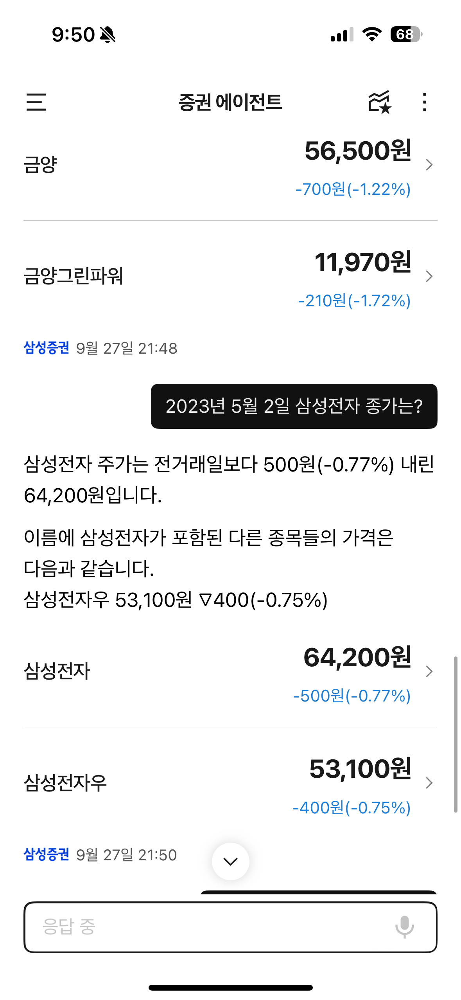 9:50
68
증권 에이전트
56,500원
금양
-700원(-1.22%)
11,970원
금양그린파워
-210원(-1.72%)
삼성증권 9월 27일 21:48
2023년 5월 2일 삼성전자 종가는?
삼성전자 주가는 전거래일보다 500원(-0.77%) 내린
64,200원입니다.
이름에 삼성전자가 포함된 다른 종목들의 가격은
다음과 같습니다.
삼성전자우 53,100원 ▽400(-0.75%)
64,200원
삼성전자
-500원(-0.77%)
53,100원
삼성전자우
-400원(-0.75%)
삼성증권 9월 27일 21:50
응답 중